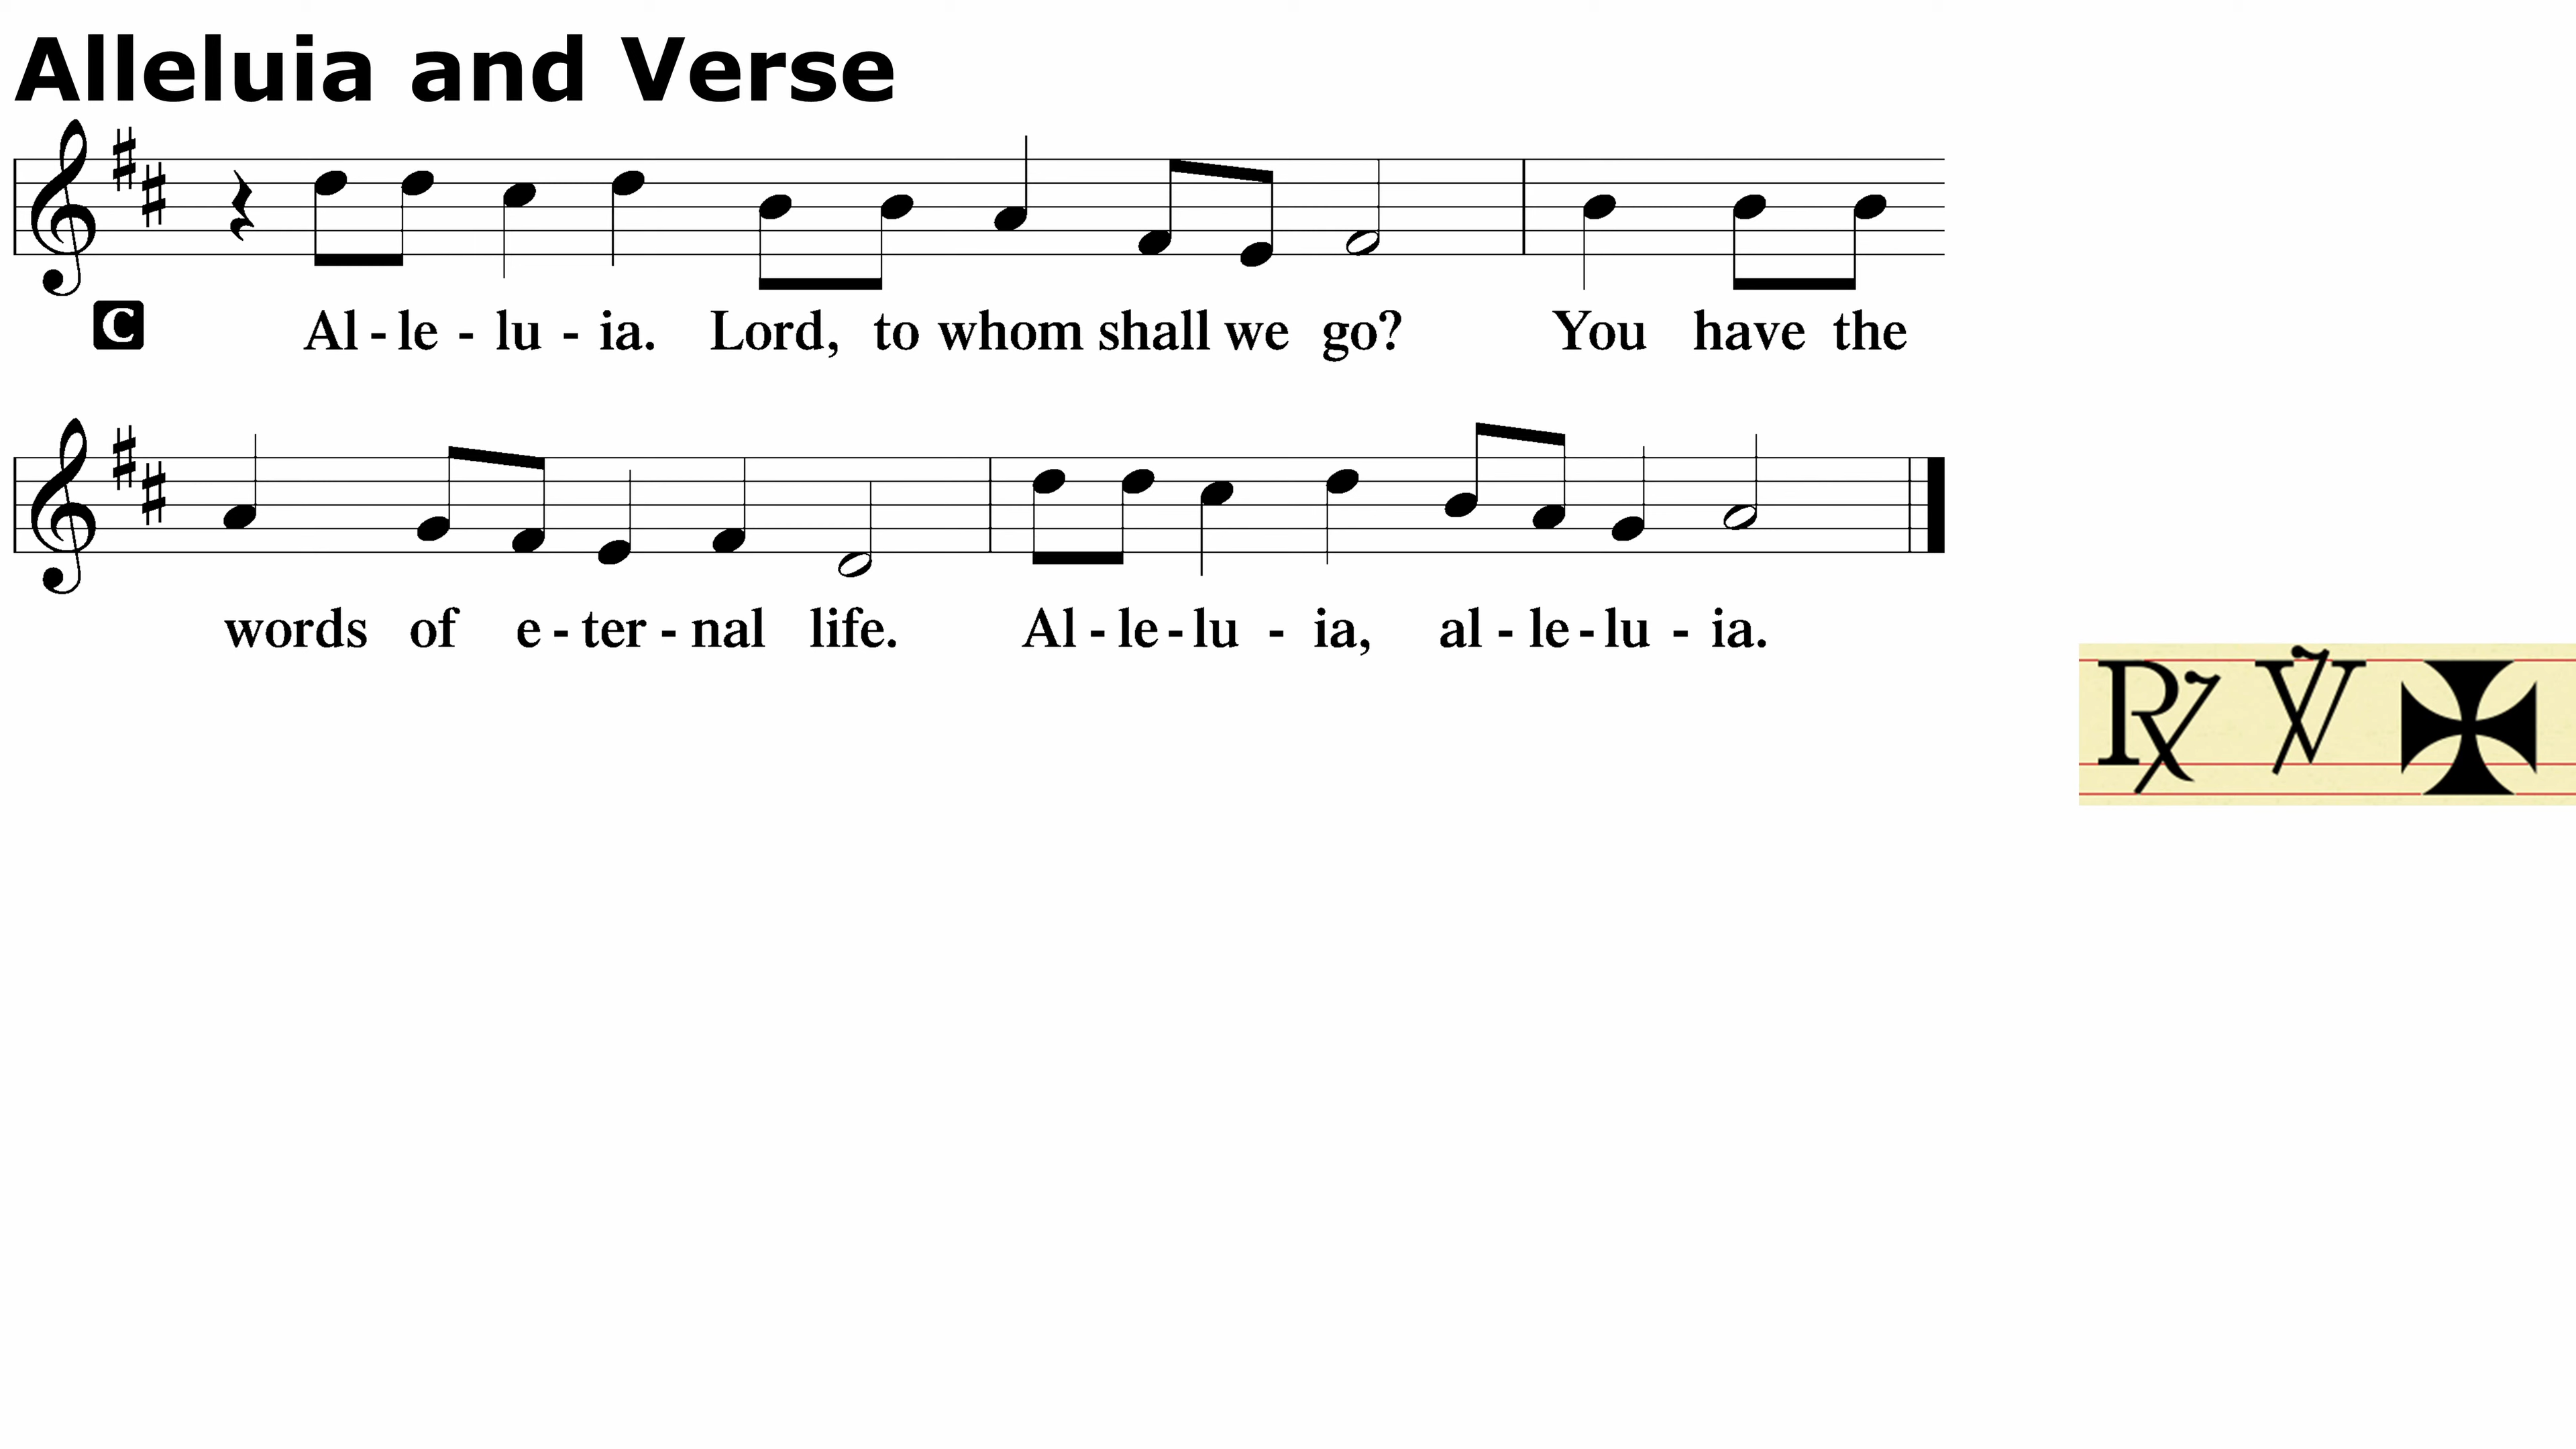 Alleluia and Verse
C Al - le - lu - ia. Lord, to whom shall we go? You have the
words of e - ter - nal life. Al - le - lu - ia, al - le - lu - ia.
℟ ℣ ✠